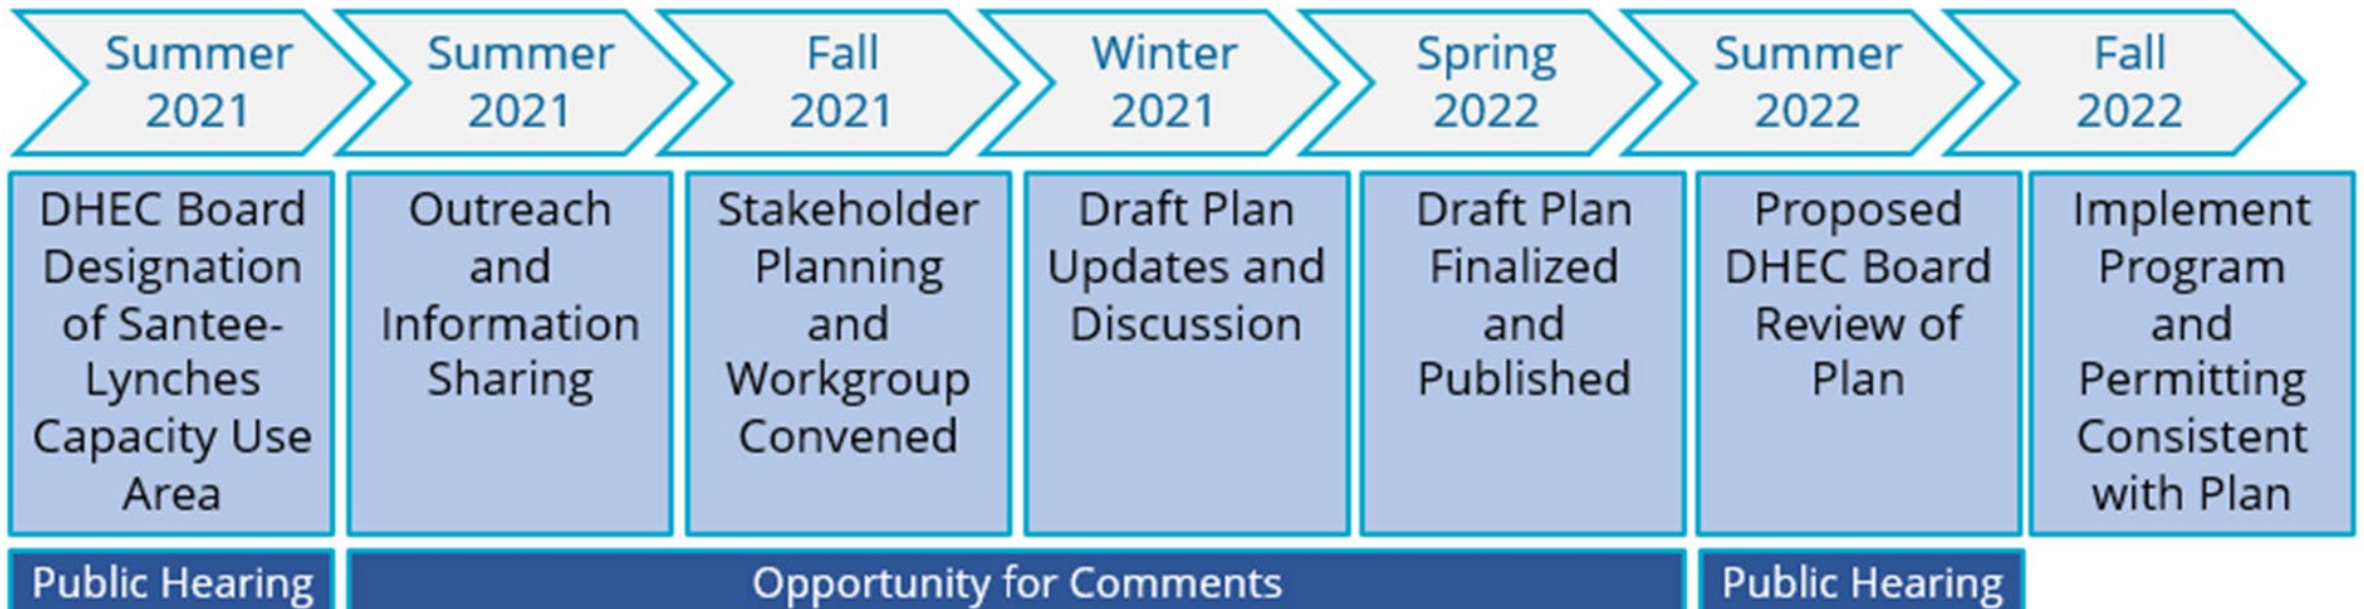 Summer
2021
Summer
2021
Fall
2021
Winter
2021
Spring
2022
Summer
2022
Fall
2022
DHEC Board
Designation
of Santee-
Lynches
Capacity Use
Area
Outreach
and
Information
Sharing
Stakeholder
Planning
and
Workgroup
Convened
Draft Plan
Updates and
Discussion
Draft Plan
Finalized
and
Published
Proposed
DHEC Board
Review of
Plan
Implement
Program
and
Permitting
Consistent
with Plan
Public Hearing
Opportunity for Comments
Public Hearing